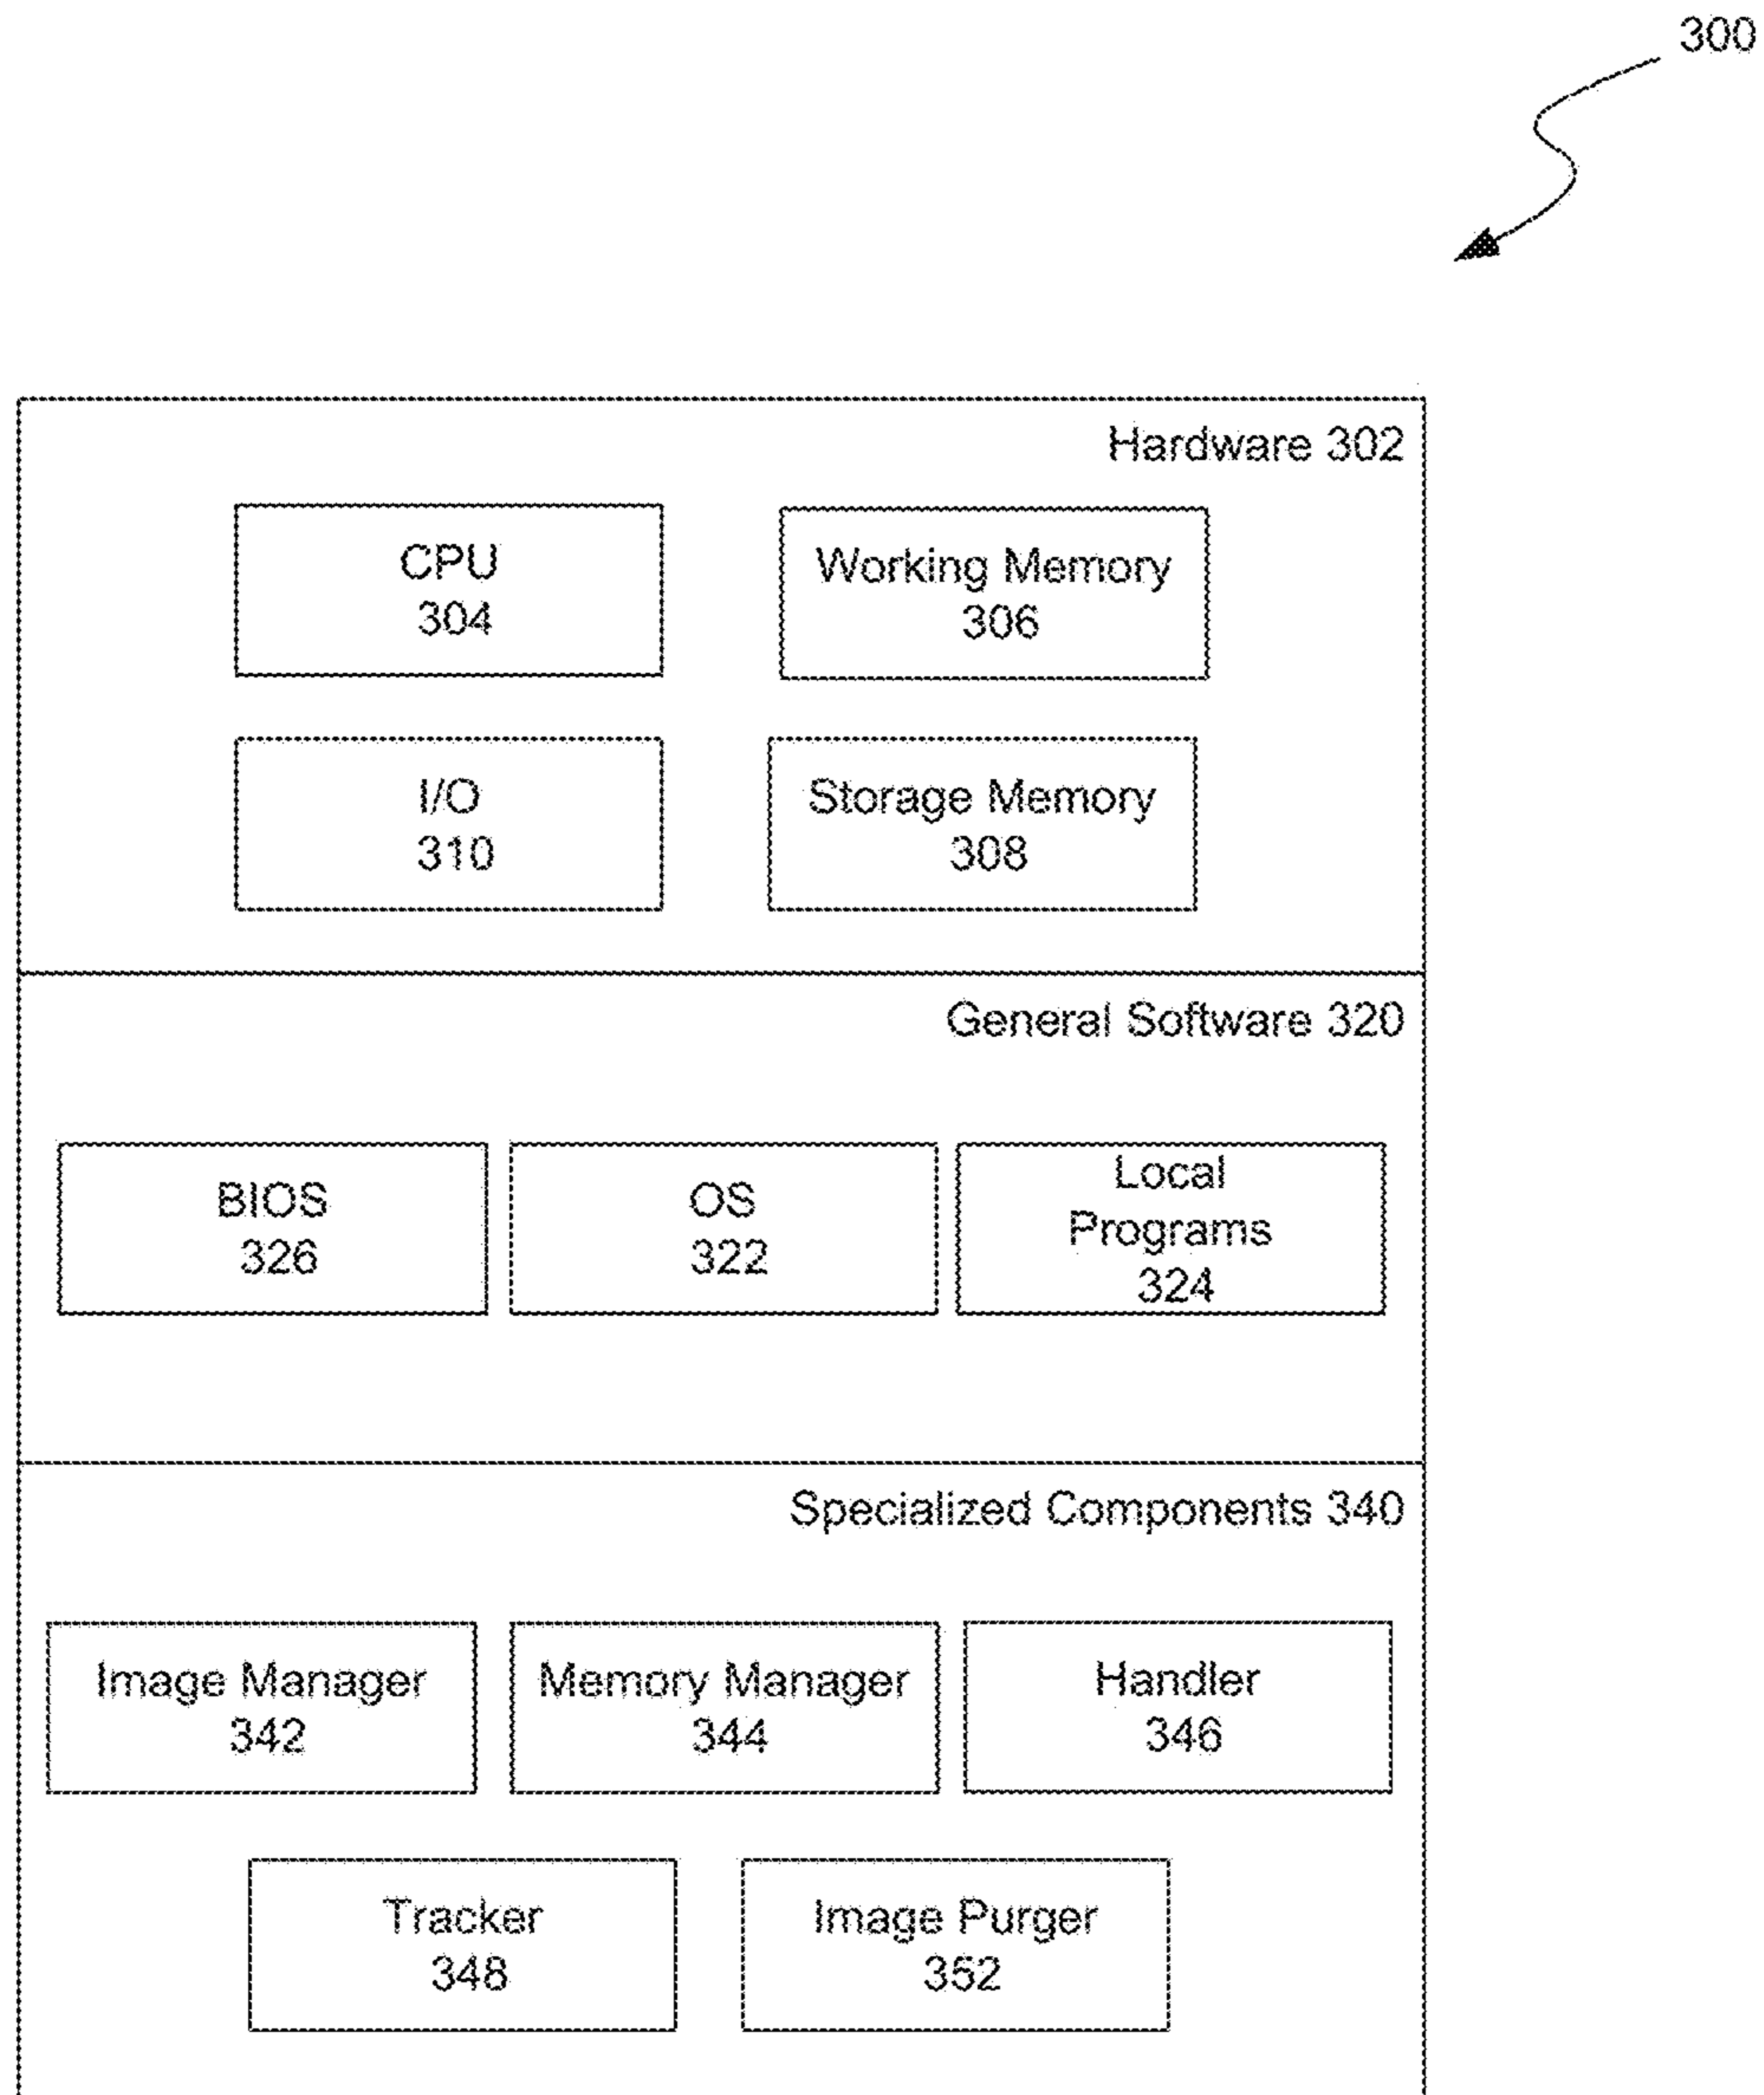 300
Hardware 302
CPU
304
Working Memory
306
I/O
310
Storage Memory
308
General Software 320
BIOS
326
OS
322
Local
Programs
324
Specialized Components 340
Image Manager
342
Memory Manager
344
Handler
346
Tracker
348
Image Purger
352